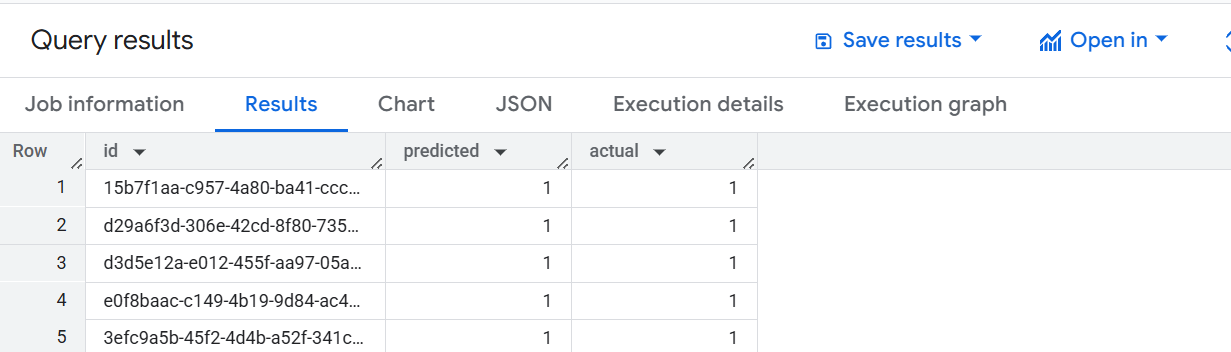 Query results Save results Open in
Job information Results Chart JSON Execution details Execution graph
Row id predicted actual
1 15b7f1aa-c957-4a80-ba41-ccc... 1 1
2 d29a6f3d-306e-42cd-8f80-735... 1 1
3 d3d5e12a-e012-455f-aa97-05a... 1 1
4 e0f8baac-c149-4b19-9d84-ac4... 1 1
5 3efc9a5b-45f2-4d4b-a52f-341c... 1 1